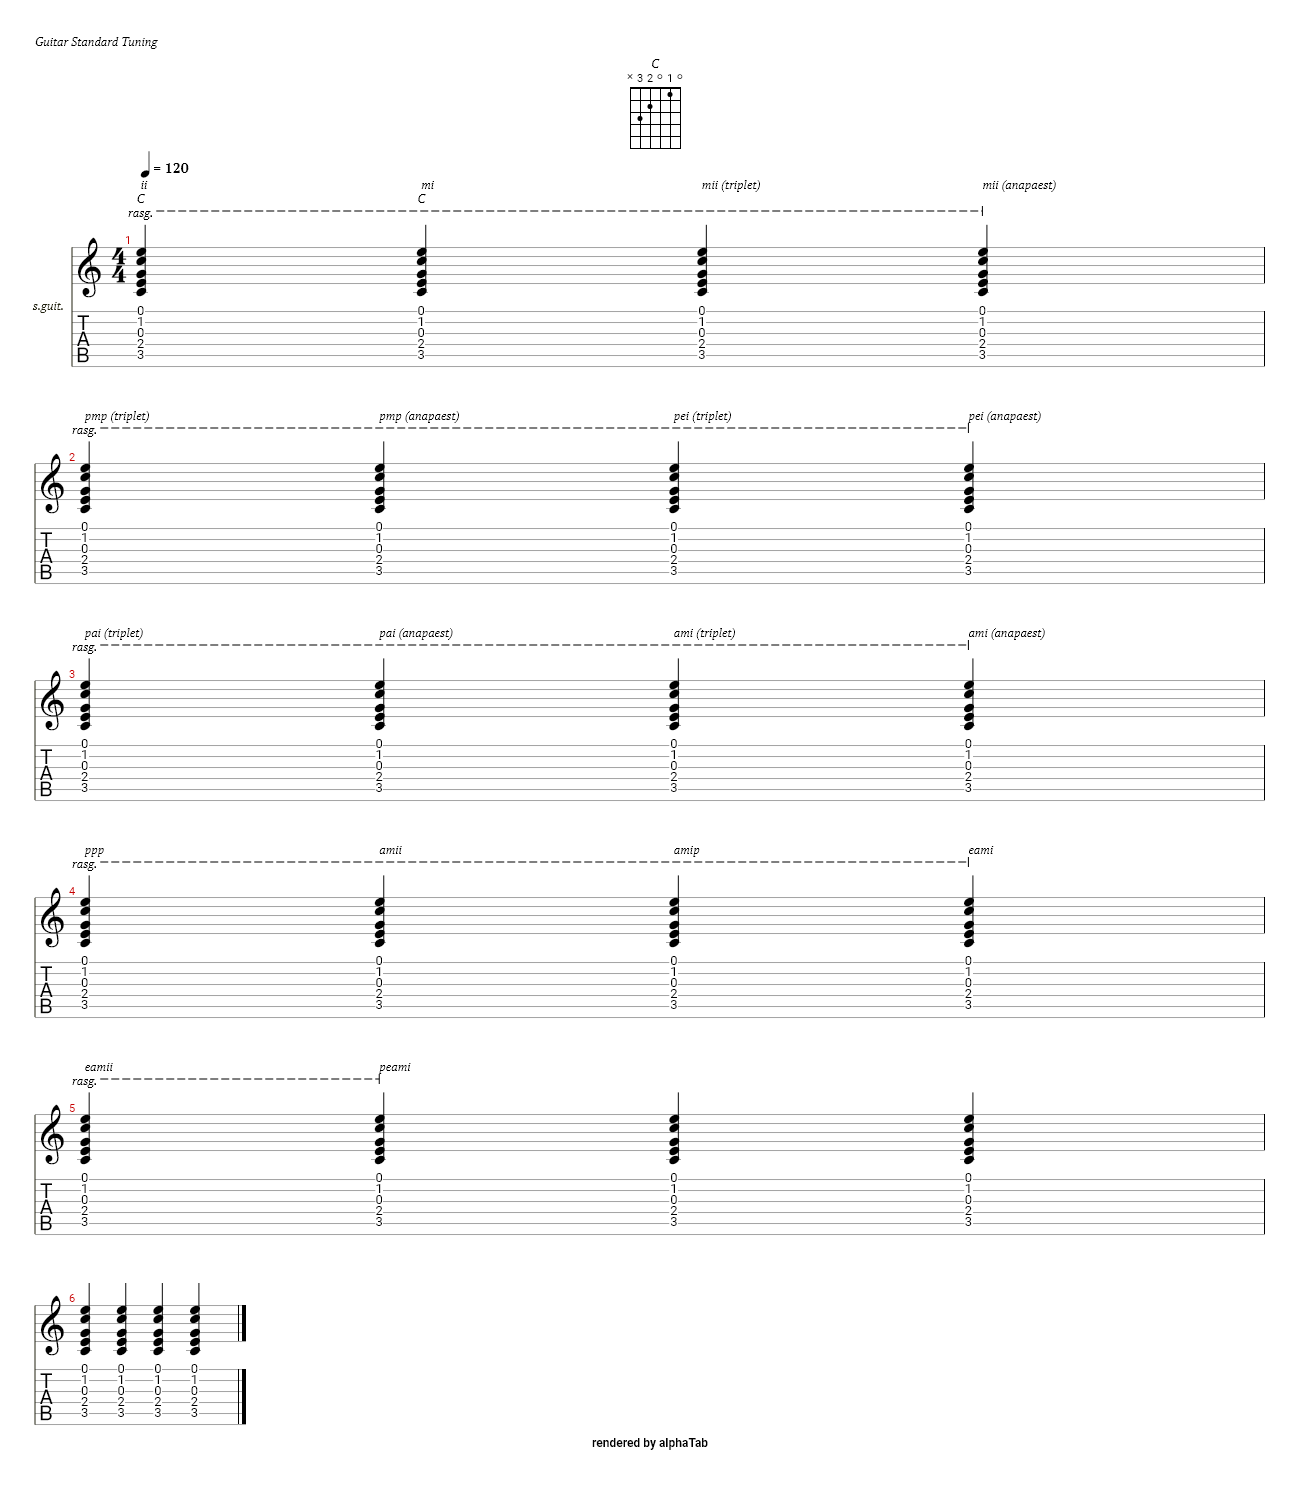 Guitar Standard Tuning
C
× 3 2 ○ 1 ○
= 120
ii mi mii (triplet) mii (anapaest)
C C
rasg.
1
4
4
s.guit.
0 0 0 0
T 1 1 1 1
0 0 0 0
A 2 2 2 2
B 3 3 3 3
pmp (triplet) pmp (anapaest) pei (triplet) pei (anapaest)
rasg.
2
0 0 0 0
T 1 1 1 1
0 0 0 0
A 2 2 2 2
B 3 3 3 3
pai (triplet) pai (anapaest) ami (triplet) ami (anapaest)
rasg.
3
0 0 0 0
T 1 1 1 1
0 0 0 0
A 2 2 2 2
B 3 3 3 3
ppp amii amip eami
rasg.
4
0 0 0 0
T 1 1 1 1
0 0 0 0
A 2 2 2 2
B 3 3 3 3
eamii peami
rasg.
5
0 0 0 0
T 1 1 1 1
0 0 0 0
A 2 2 2 2
B 3 3 3 3
6
0 0 0 0
T 1 1 1 1
0 0 0 0
A 2 2 2 2
B 3 3 3 3
rendered by alphaTab